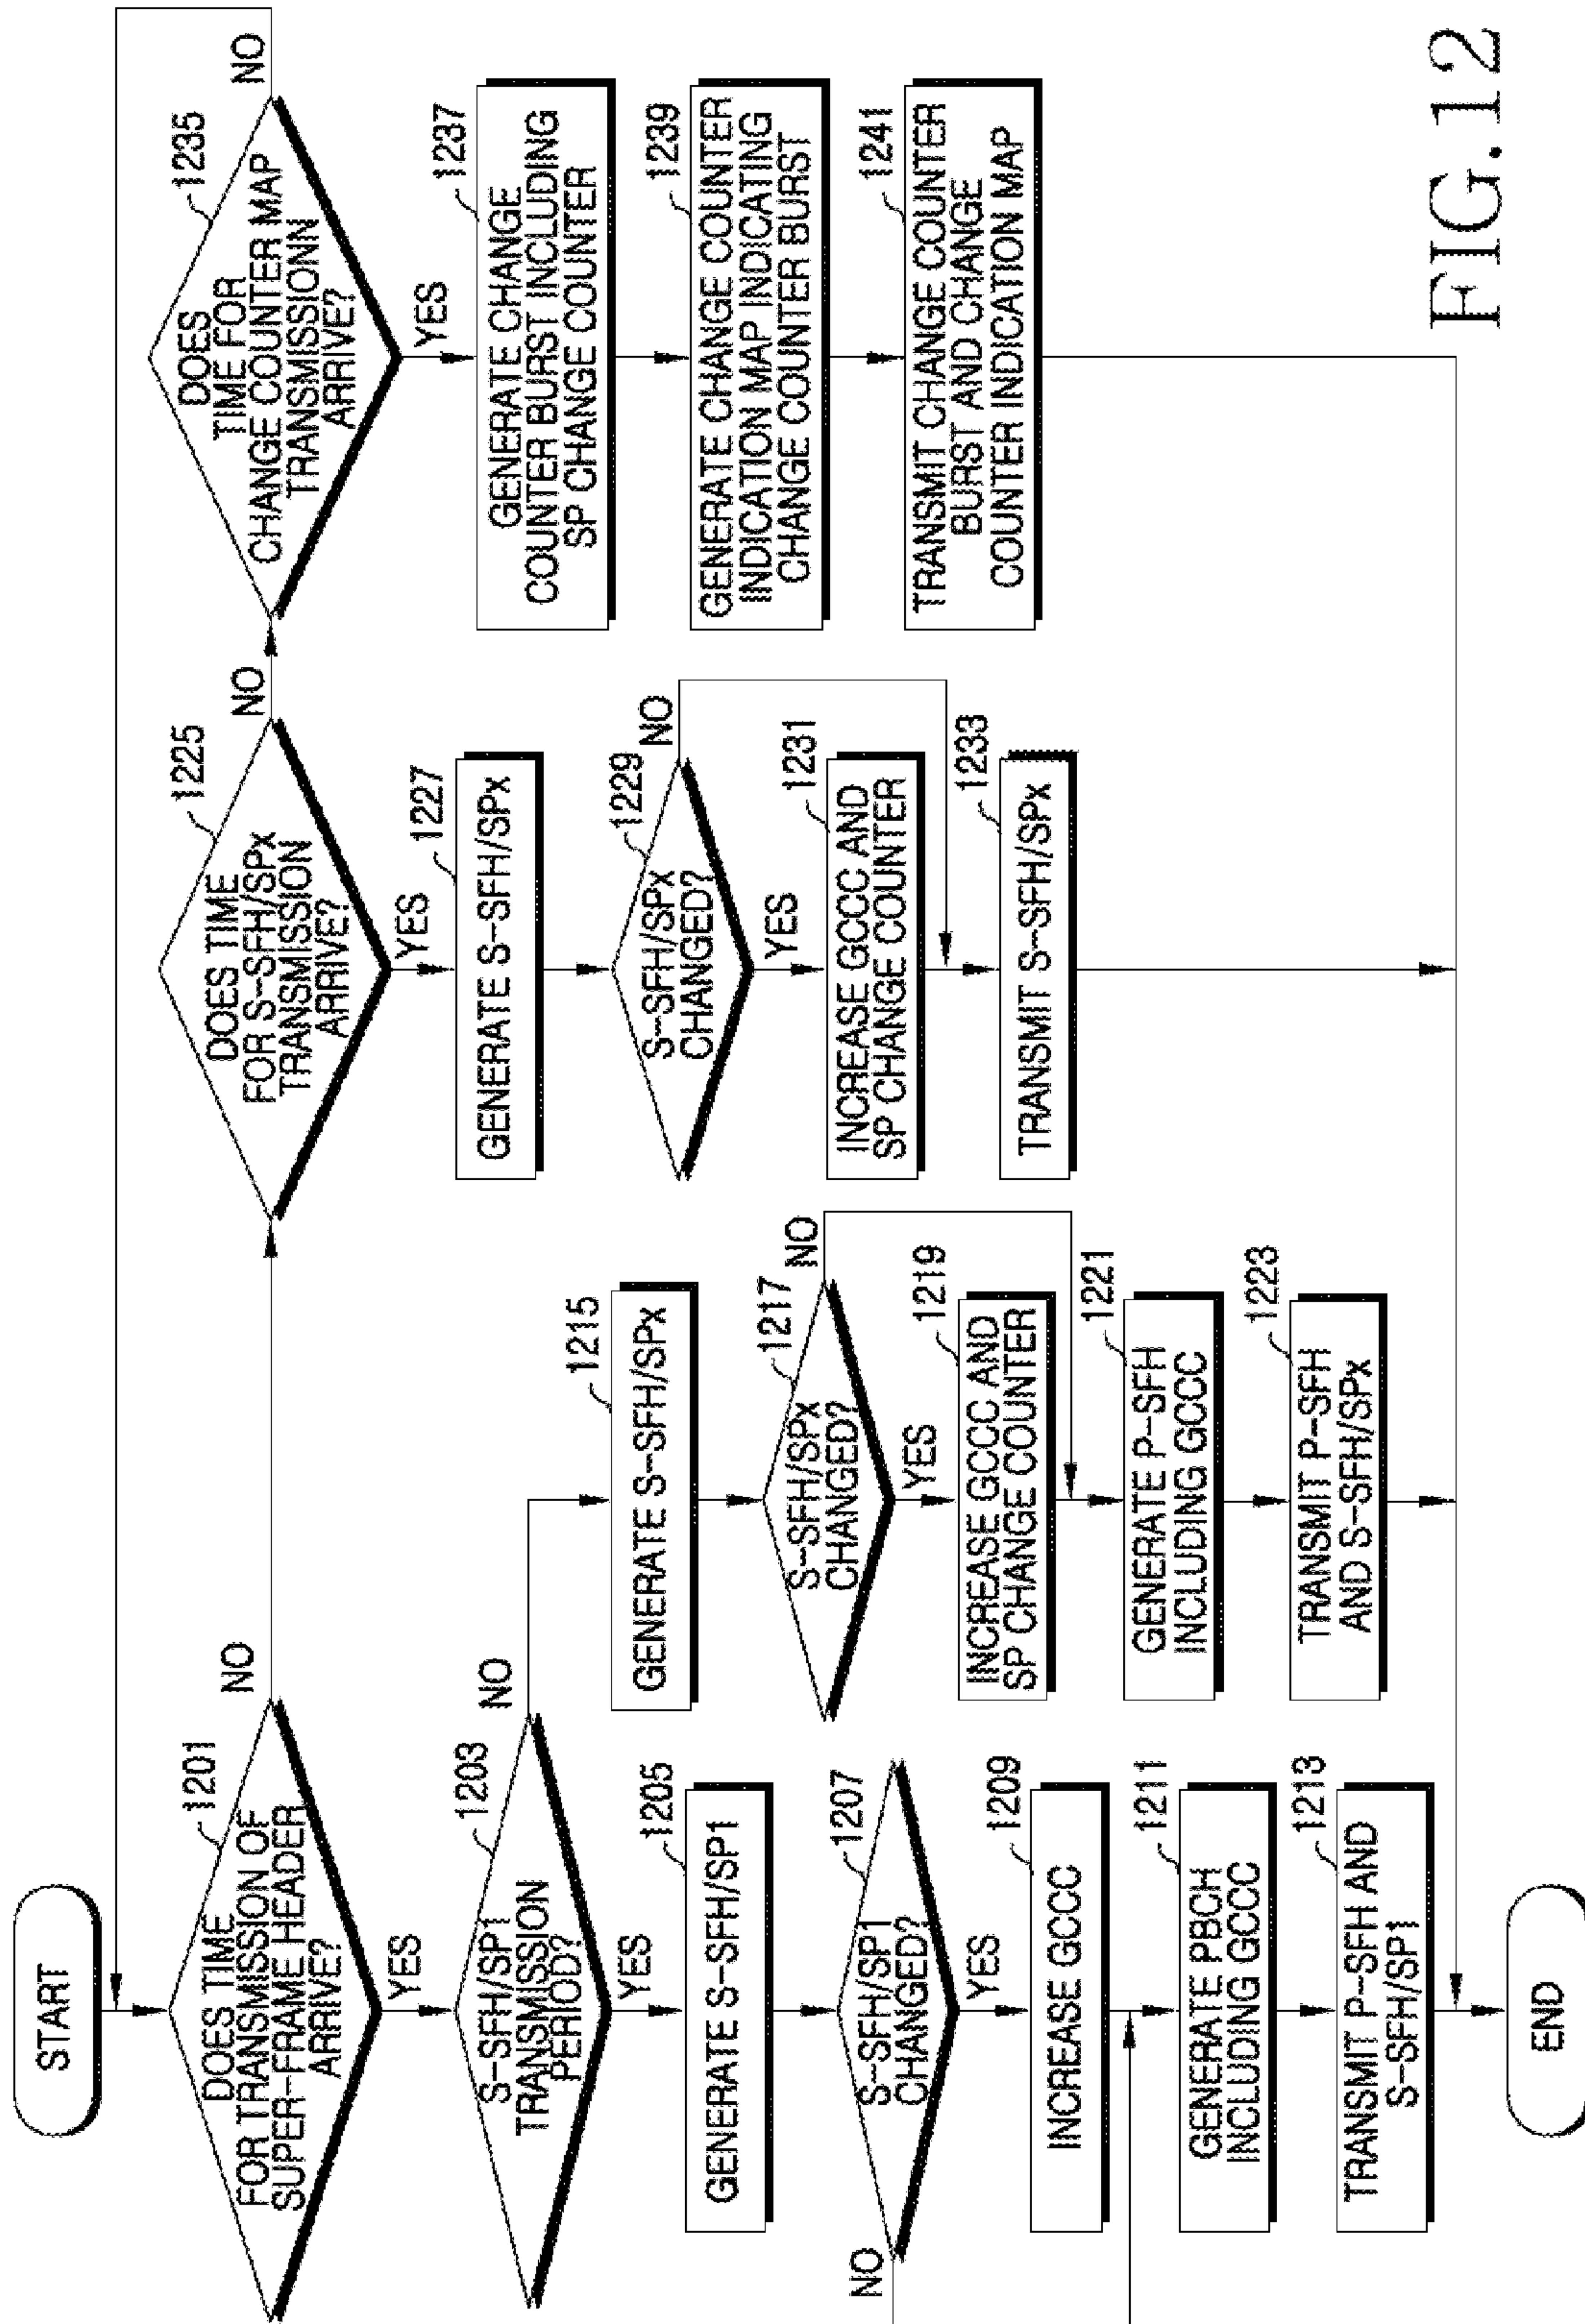 START
DOES TIME
FOR TRANSMISSION OF
SUPER-FRAME HEADER
ARRIVE?
1201
NO
YES
S-SFH/SP1
TRANSMISSION
PERIOD?
1203
NO
YES
GENERATE S-SFH/SP1
1205
S-SFH/SP1
CHANGED?
1207
NO
YES
INCREASE GCCC
1209
GENERATE PBCH
INCLUDING GCCC
1211
TRANSMIT P-SFH AND
S-SFH/SP1
1213
END
GENERATE S-SFH/SPx
1215
S-SFH/SPx
CHANGED?
1217
NO
YES
INCREASE GCCC AND
SP CHANGE COUNTER
1219
GENERATE P-SFH
INCLUDING GCCC
1221
TRANSMIT P-SFH
AND S-SFH/SPx
1223
DOES TIME
FOR S-SFH/SPx
TRANSMISSION
ARRIVE?
1225
NO
YES
GENERATE S-SFH/SPx
1227
S-SFH/SPx
CHANGED?
1229
NO
YES
INCREASE GCCC AND
SP CHANGE COUNTER
1231
TRANSMIT S-SFH/SPx
1233
DOES
TIME FOR
CHANGE COUNTER MAP
TRANSMISSIONN
ARRIVE?
1235
NO
YES
GENERATE CHANGE
COUNTER BURST INCLUDING
SP CHANGE COUNTER
1237
GENERATE CHANGE COUNTER
INDICATION MAP INDICATING
CHANGE COUNTER BURST
1239
TRANSMIT CHANGE COUNTER
BURST AND CHANGE
COUNTER INDICATION MAP
1241
FIG.12